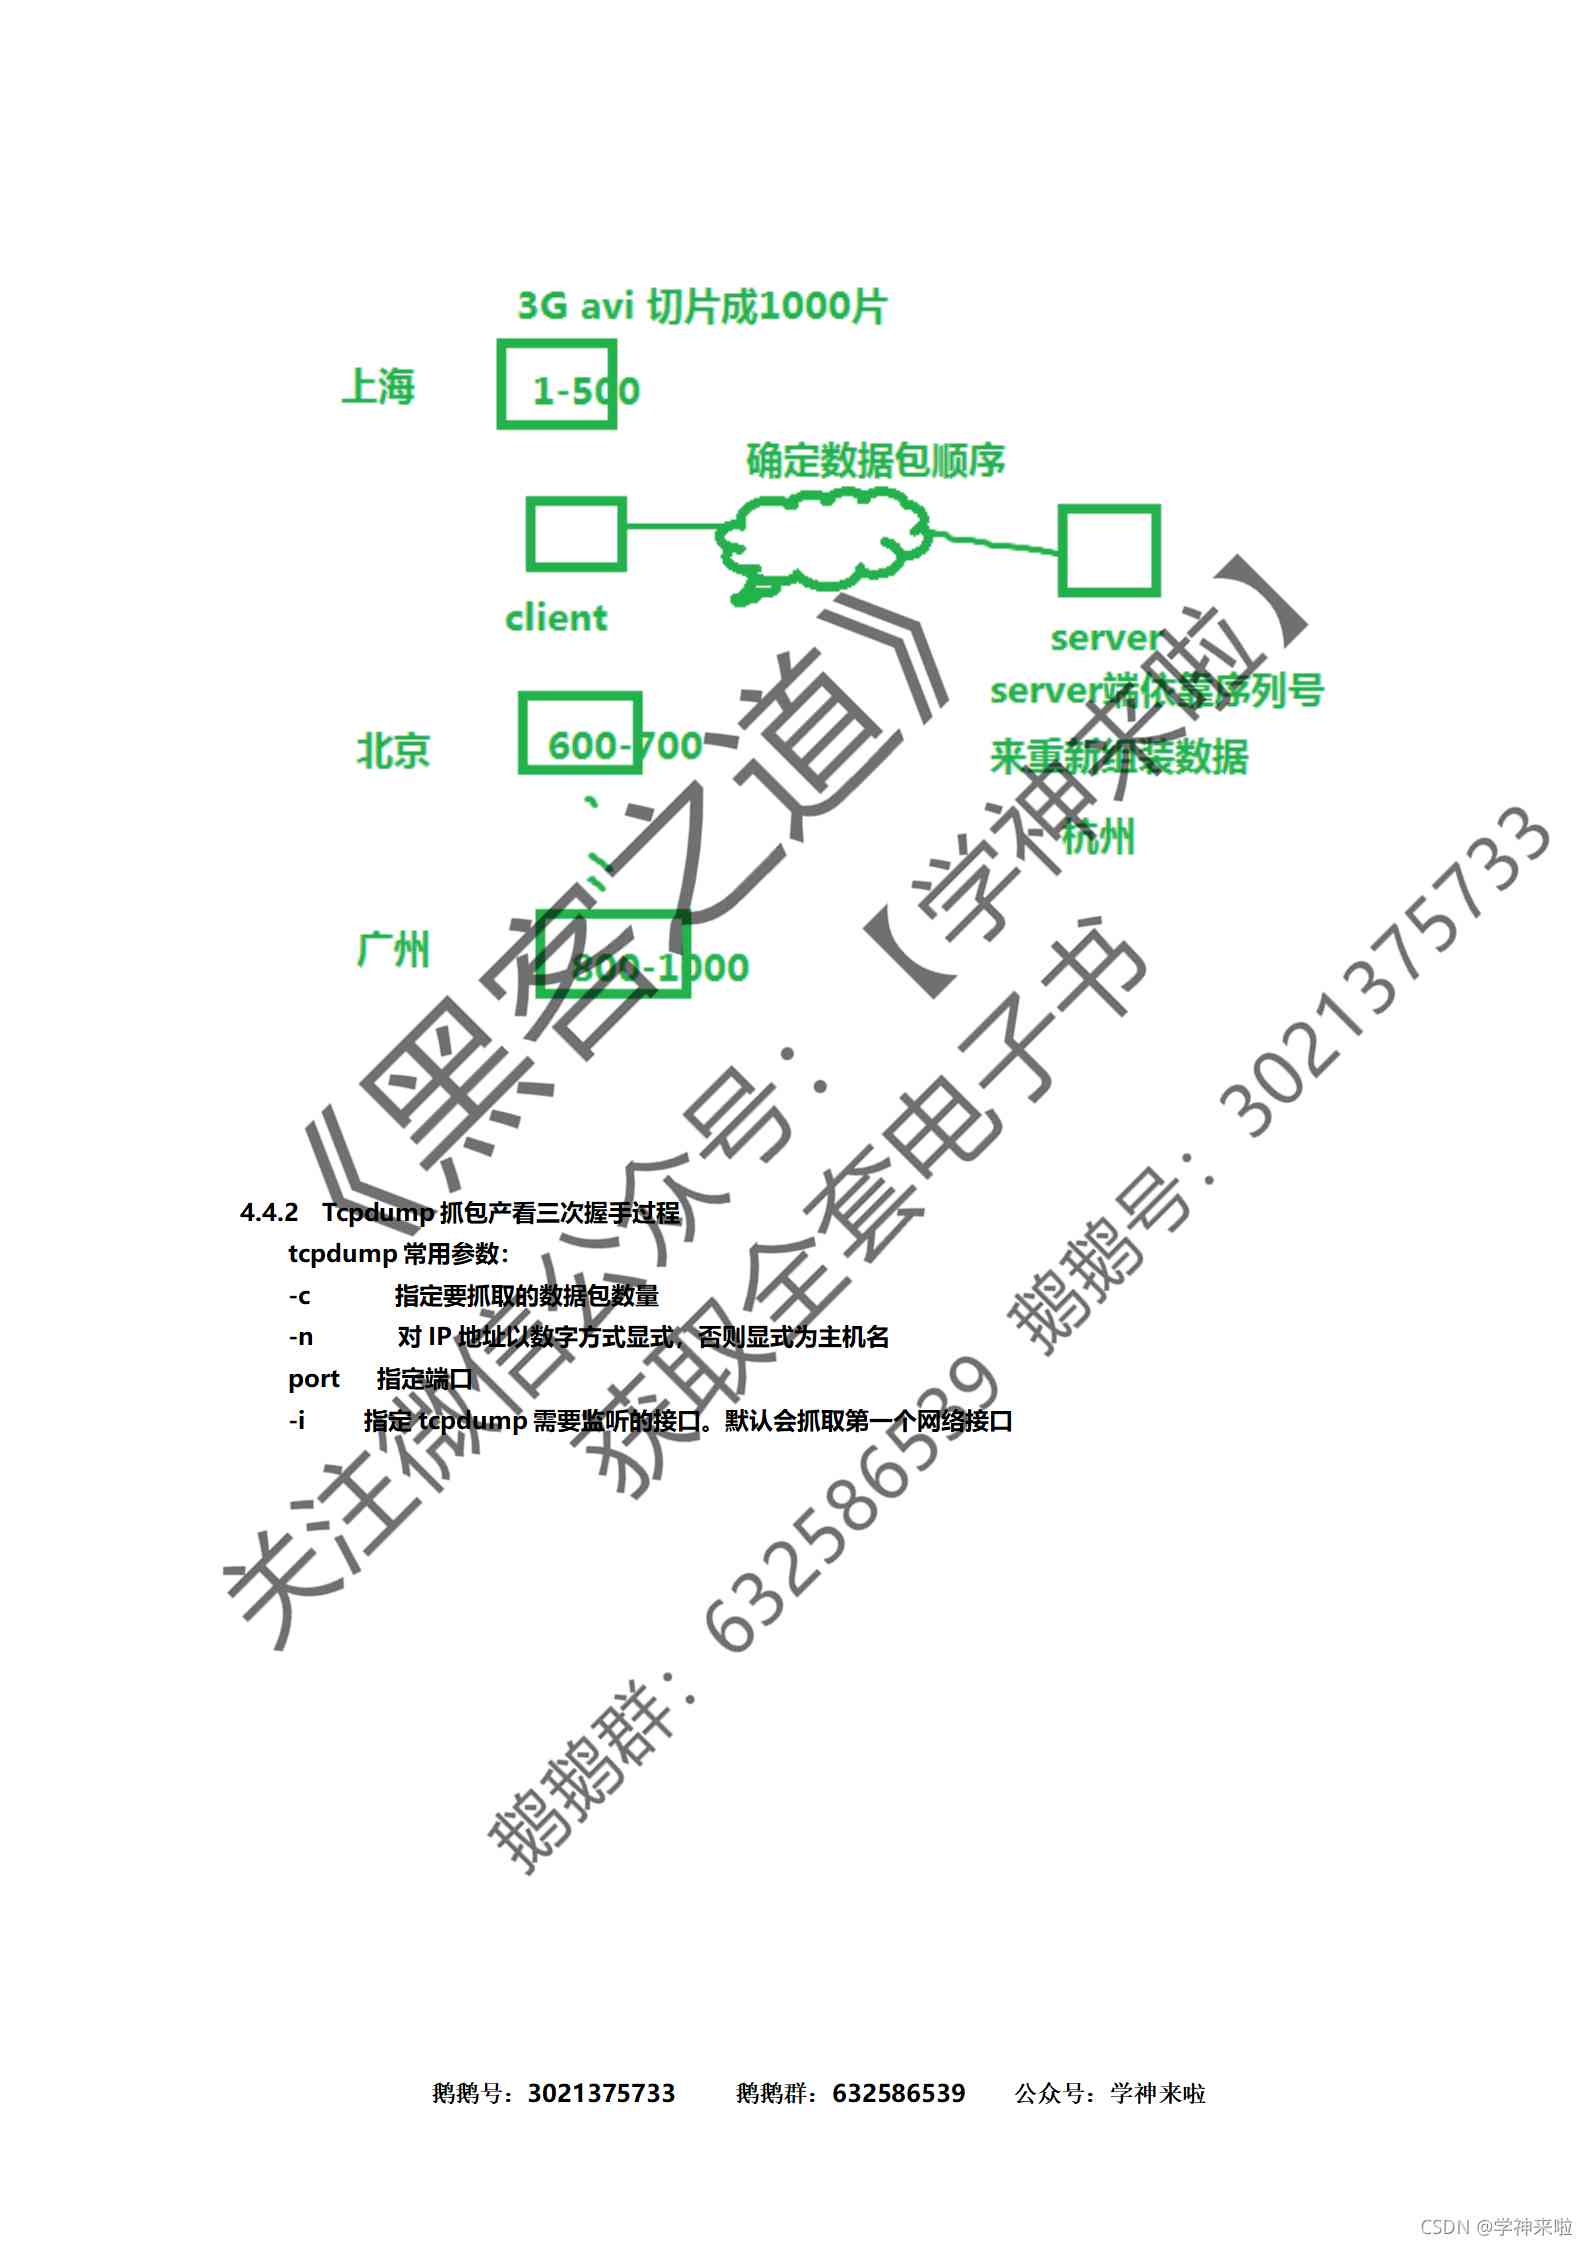 3G avi 切片成1000片
上海
1-500
确定数据包顺序
client
server
server端依靠序列号
来重新组装数据
杭州
北京
600-700
广州
800-1000
4.4.2 Tcpdump 抓包产看三次握手过程
tcpdump 常用参数：
-c 指定要抓取的数据包数量
-n 对 IP 地址以数字方式显式，否则显式为主机名
port 指定端口
-i 指定 tcpdump 需要监听的接口。默认会抓取第一个网络接口
《黑客之道》
关注微信公众号：【学神来啦】
获取全套电子书
鹅鹅群：632586539 鹅鹅号：3021375733
鹅鹅号：3021375733 鹅鹅群：632586539 公众号：学神来啦
CSDN @学神来啦